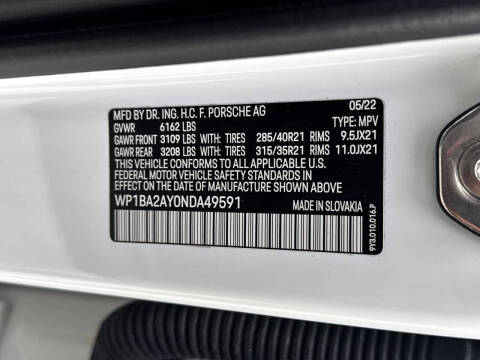 MFD BY DR. ING. H.C. F. PORSCHE AG 05/22
GVWR 6162 LBS TYPE: MPV
GAWR FRONT 3109 LBS WITH: TIRES 285/40R21 RIMS 9.5JX21
GAWR REAR 3208 LBS WITH: TIRES 315/35R21 RIMS 11.0JX21
THIS VEHICLE CONFORMS TO ALL APPLICABLE U.S.
FEDERAL MOTOR VEHICLE SAFETY STANDARDS IN
EFFECT ON THE DATE OF MANUFACTURE SHOWN ABOVE.
WP1BA2AY0NDA49591 MADE IN SLOVAKIA
9Y3.010.016.P